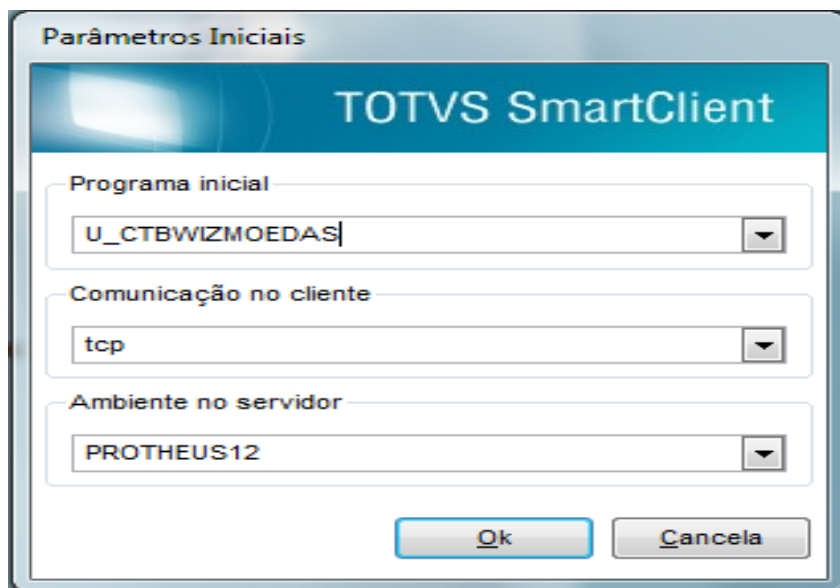 Parâmetros Iniciais
TOTVS SmartClient
Programa inicial
U_CTBWIZMOEDAS
Comunicação no cliente
tcp
Ambiente no servidor
PROTHEUS12
Ok
Cancela